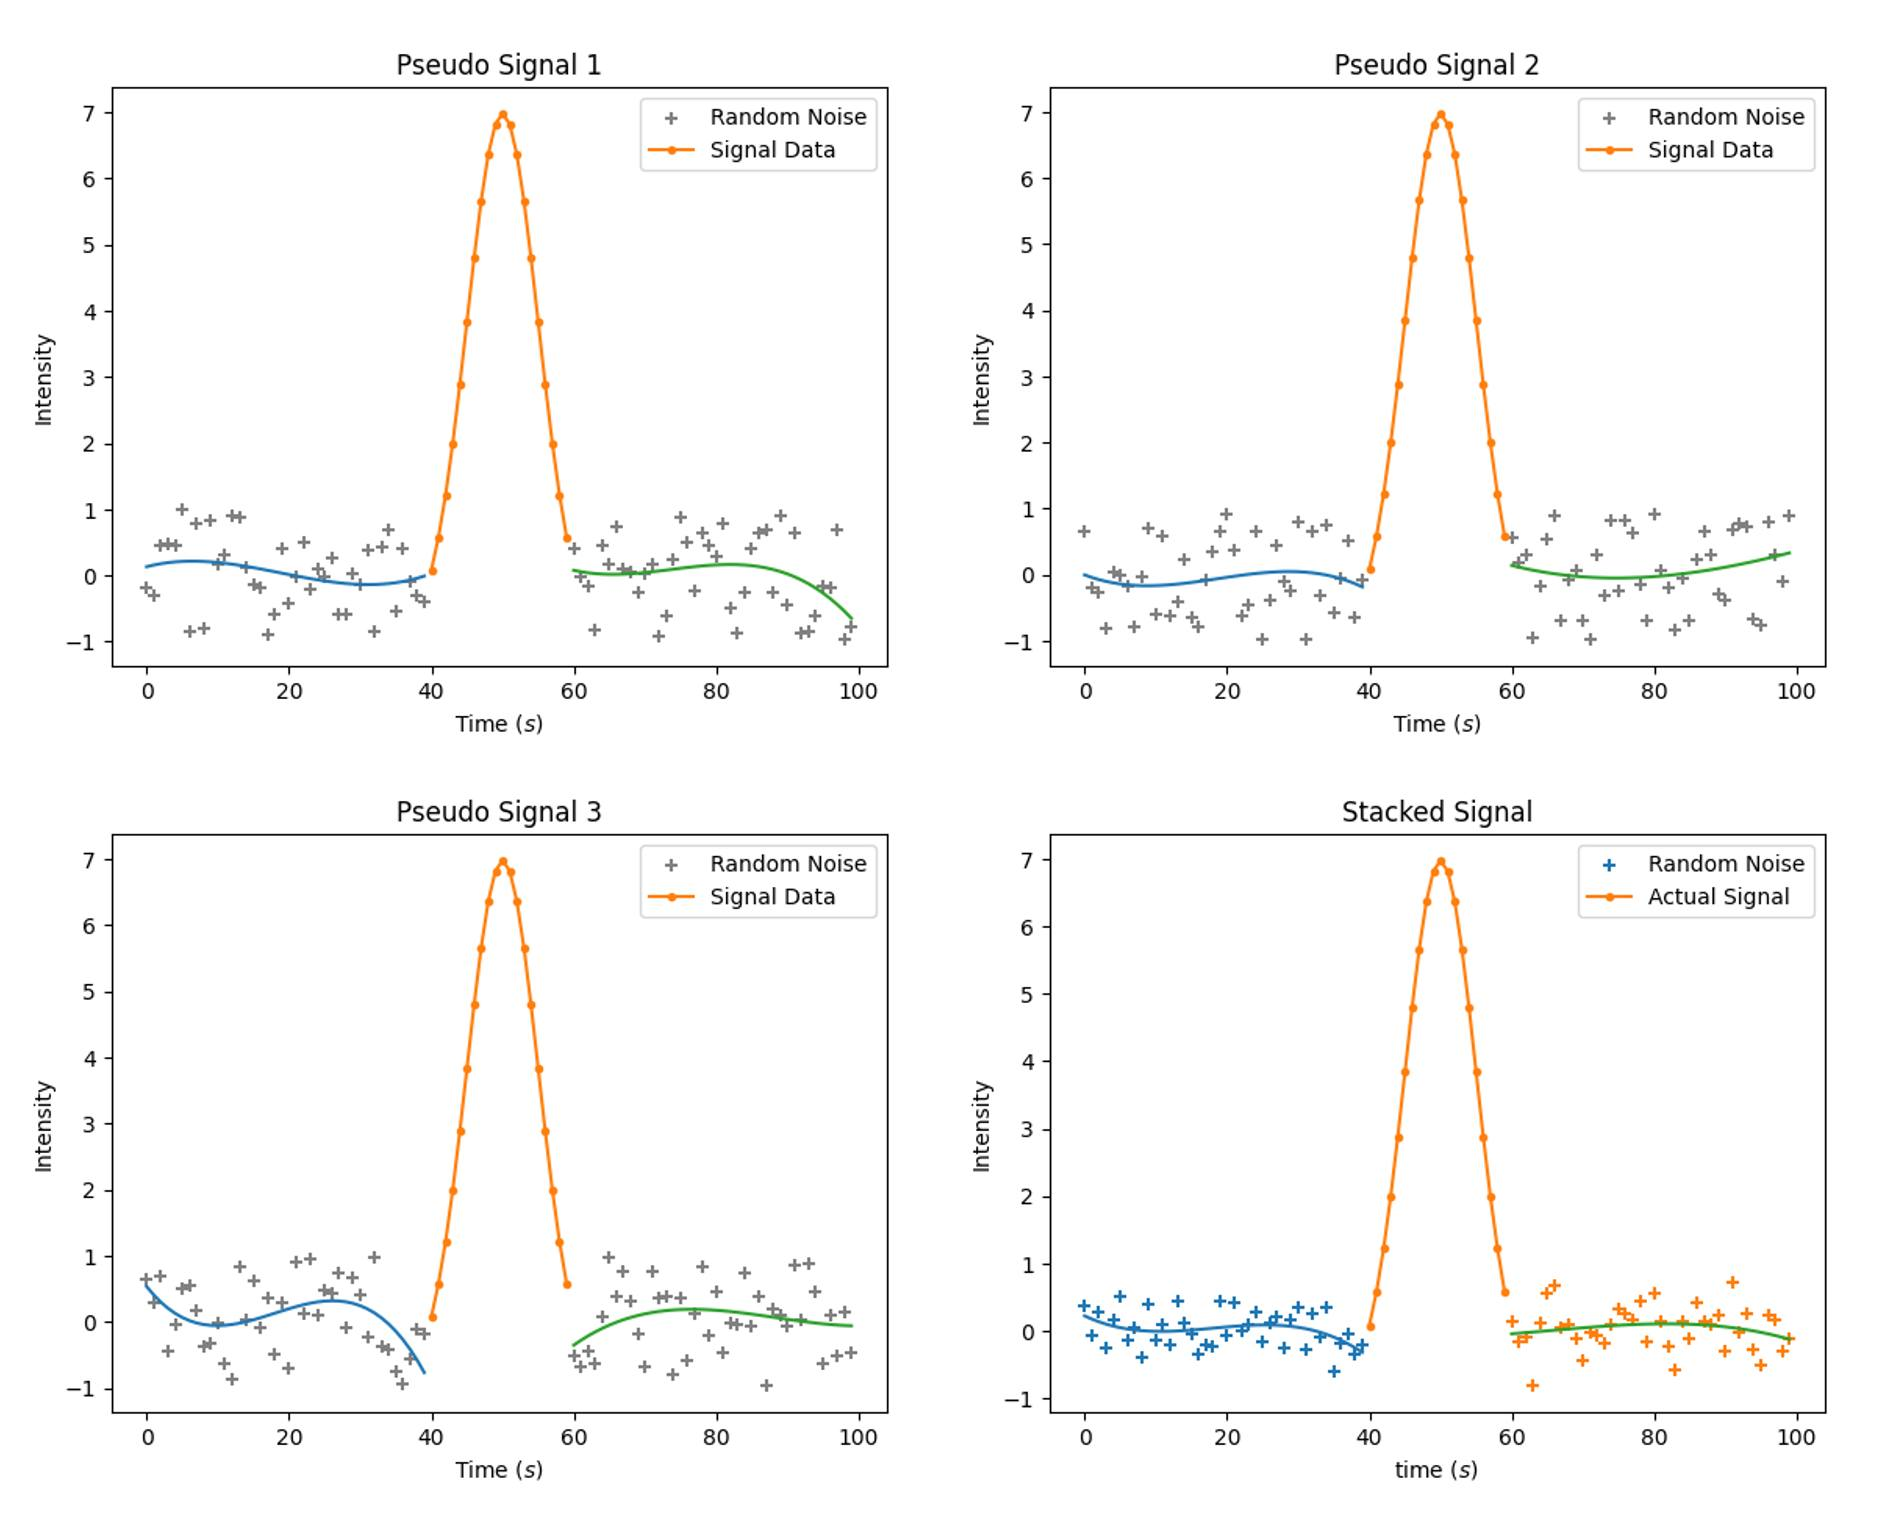 Pseudo Signal 1
7
6
5
4
3
2
1
0
−1
Intensity
Random Noise
Signal Data
0 20 40 60 80 100
Time (s)
Pseudo Signal 2
7
6
5
4
3
2
1
0
−1
Intensity
Random Noise
Signal Data
0 20 40 60 80 100
Time (s)
Pseudo Signal 3
7
6
5
4
3
2
1
0
−1
Intensity
Random Noise
Signal Data
0 20 40 60 80 100
Time (s)
Stacked Signal
7
6
5
4
3
2
1
0
−1
Intensity
Random Noise
Actual Signal
0 20 40 60 80 100
time (s)